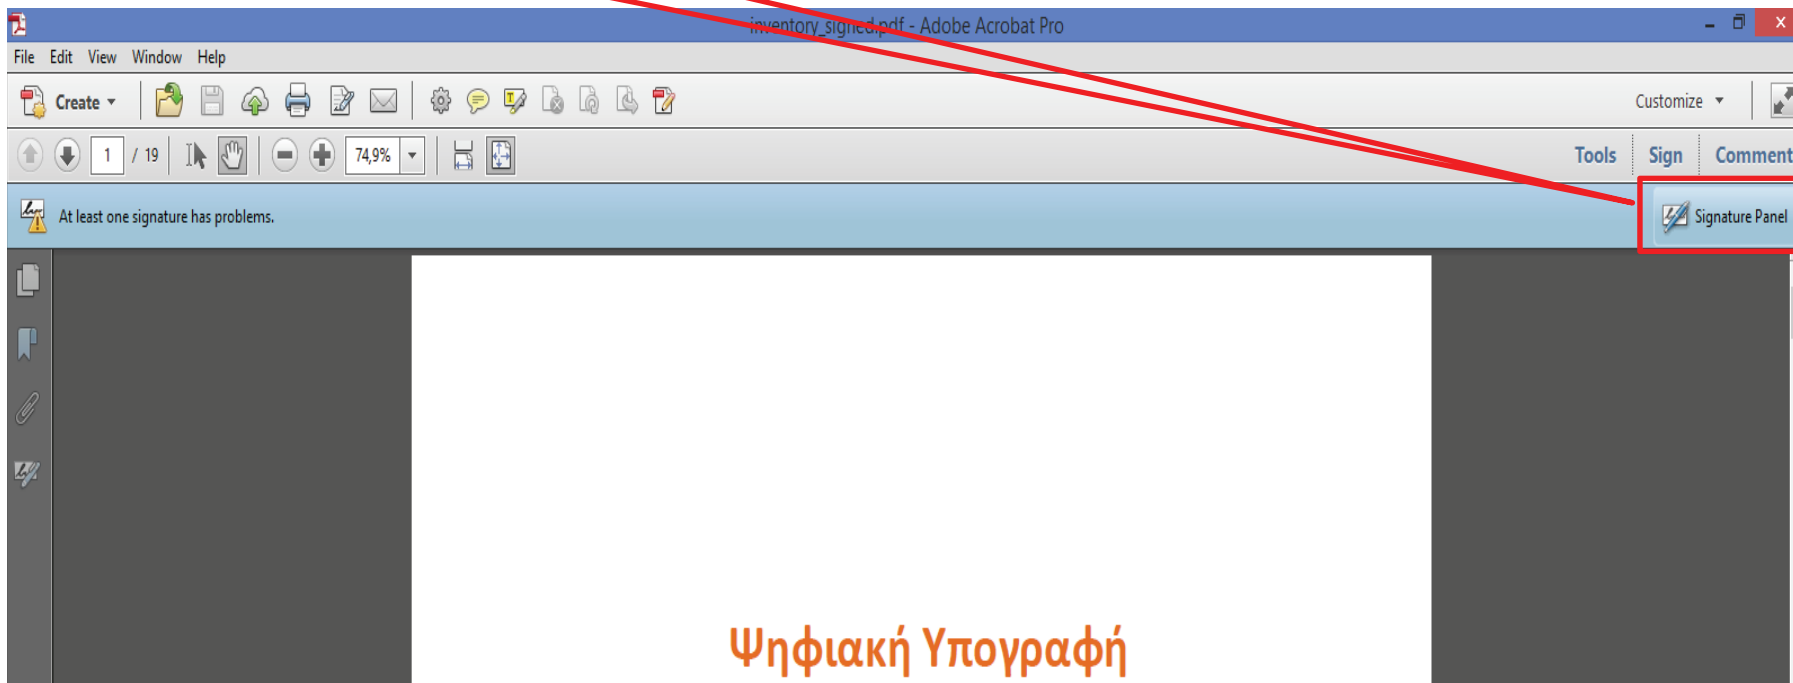 inventory_signed.pdf - Adobe Acrobat Pro
File Edit View Window Help
Create Customize
1 / 19 74,9% Tools Sign Comment
At least one signature has problems. Signature Panel
Ψηφιακή Υπογραφή